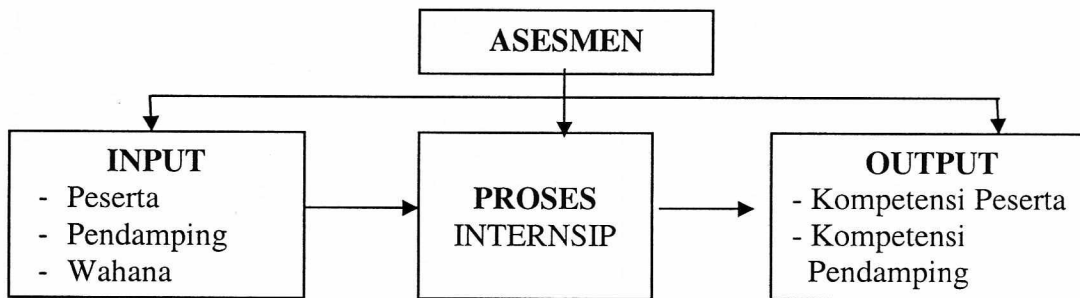 ASESMEN
INPUT
- Peserta
- Pendamping
- Wahana
PROSES
INTERNSIP
OUTPUT
- Kompetensi Peserta
- Kompetensi
Pendamping